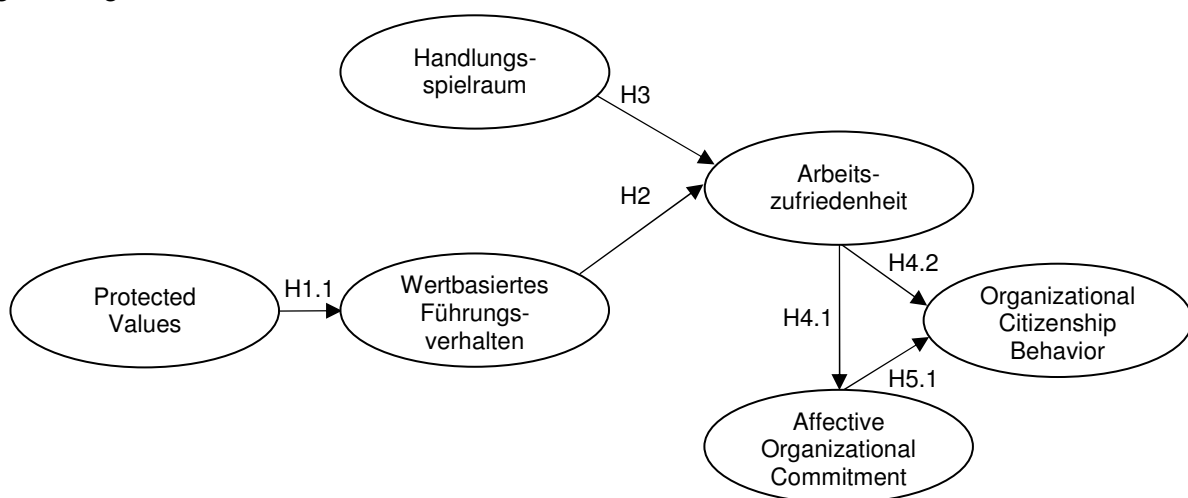 Handlungs-
spielraum
H3
Arbeits-
zufriedenheit
H2
Protected
Values
H1.1
Wertbasiertes
Führungs-
verhalten
H4.2
H4.1
Organizational
Citizenship
Behavior
H5.1
Affective
Organizational
Commitment